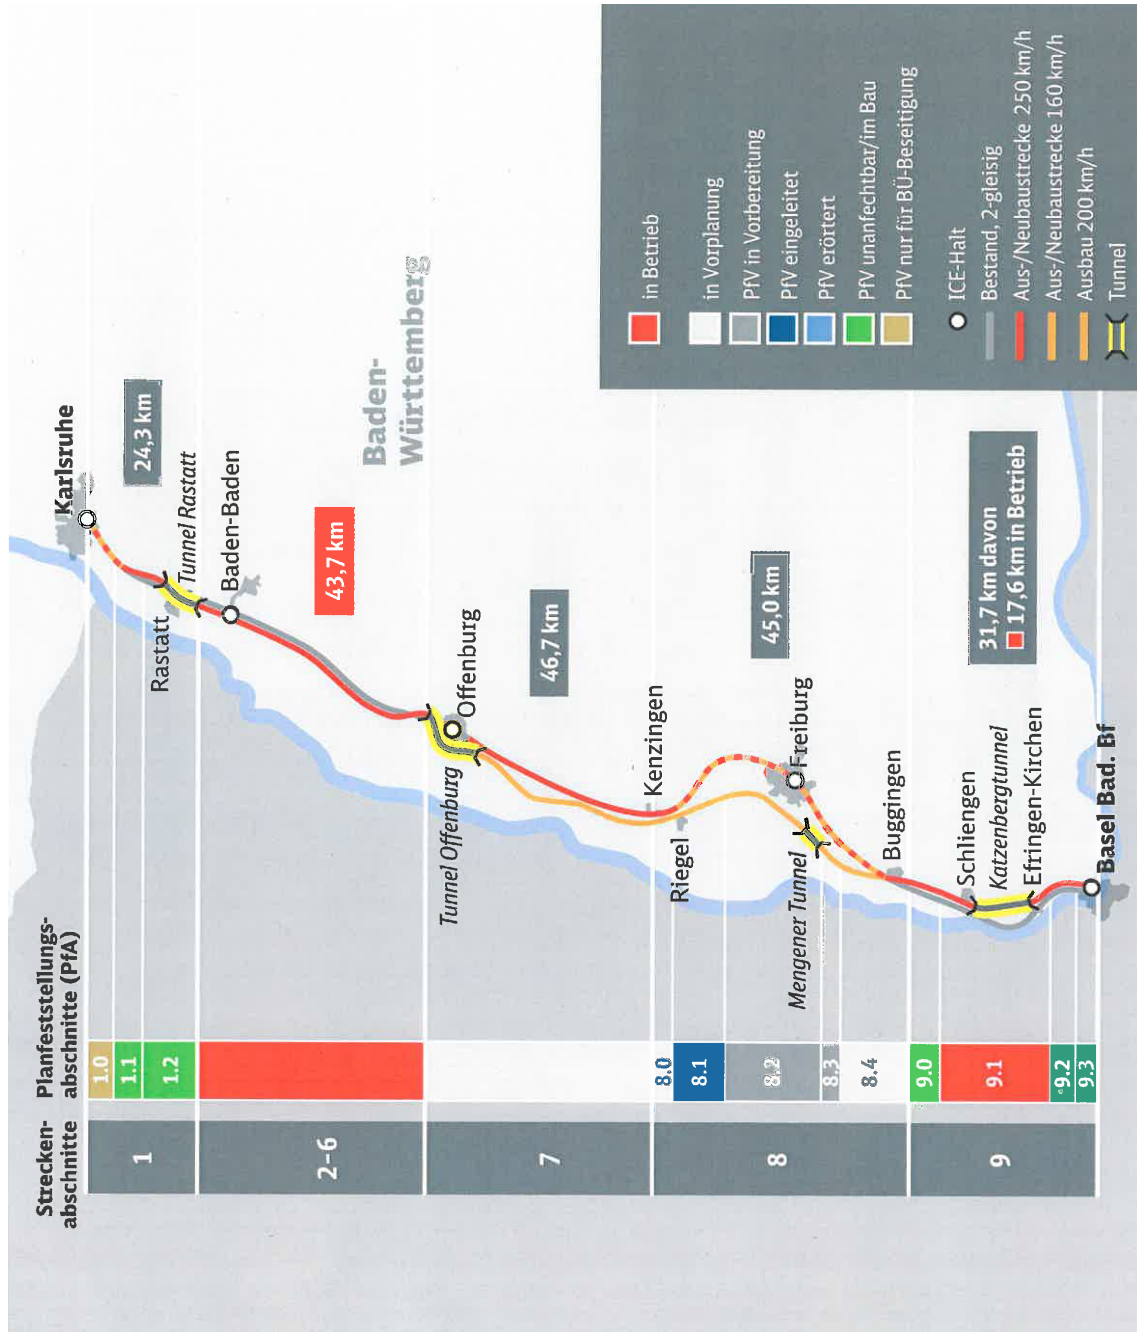 Strecken-
abschnitte
Planfeststellungs-
abschnitte (PfA)
1
2-6
7
8
9
1.0
1.1
1.2
8.0
8.1
8.2
8.3
8.4
9.0
9.1
9.2
9.3
Karlsruhe
24,3 km
Tunnel Rastatt
Rastatt
Baden-Baden
43,7 km
Baden-
Württemberg
Offenburg
Tunnel Offenburg
46,7 km
Kenzingen
Riegel
45,0 km
Freiburg
Mengener Tunnel
Buggingen
Schliengen
Katzenbergtunnel
Efringen-Kirchen
31,7 km davon
17,6 km in Betrieb
Basel Bad. Bf
in Betrieb
in Vorplanung
PfV in Vorbereitung
PfV eingeleitet
PfV erörtert
PfV unanfechtbar/im Bau
PfV nur für BÜ-Beseitigung
ICE-Halt
Bestand, 2-gleisig
Aus-/Neubaustrecke 250 km/h
Aus-/Neubaustrecke 160 km/h
Ausbau 200 km/h
Tunnel